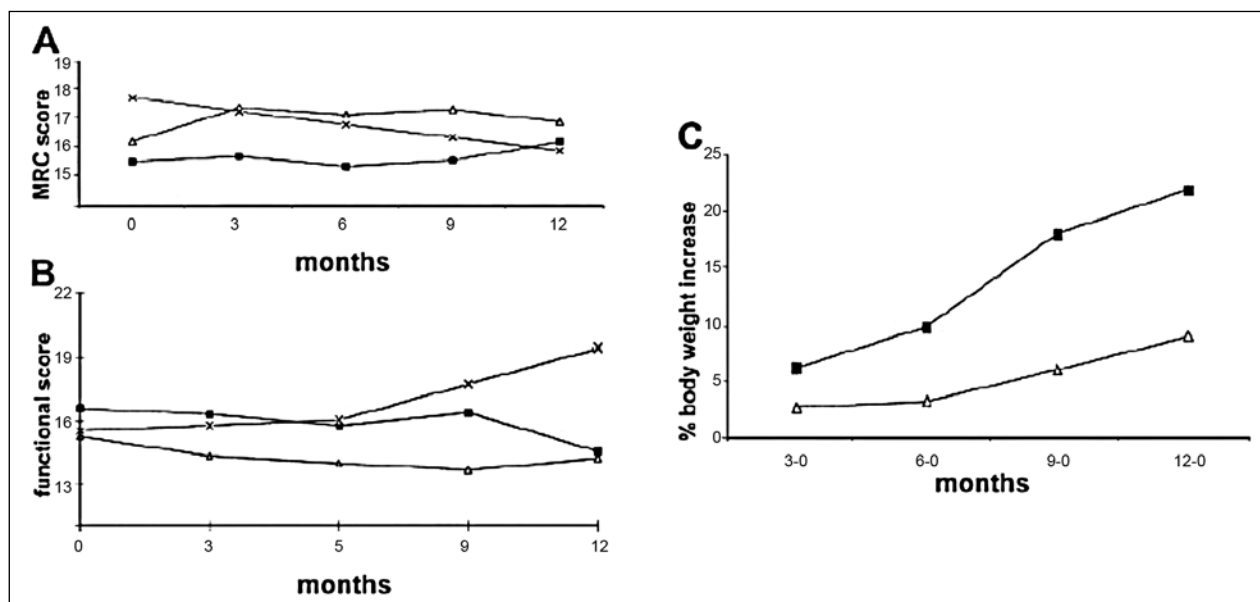 A
MRC score
19
18
17
16
15
0 3 6 9 12
months
B
functional score
22
19
16
13
0 3 5 9 12
months
C
% body weight increase
25
20
15
10
5
0
3-0 6-0 9-0 12-0
months